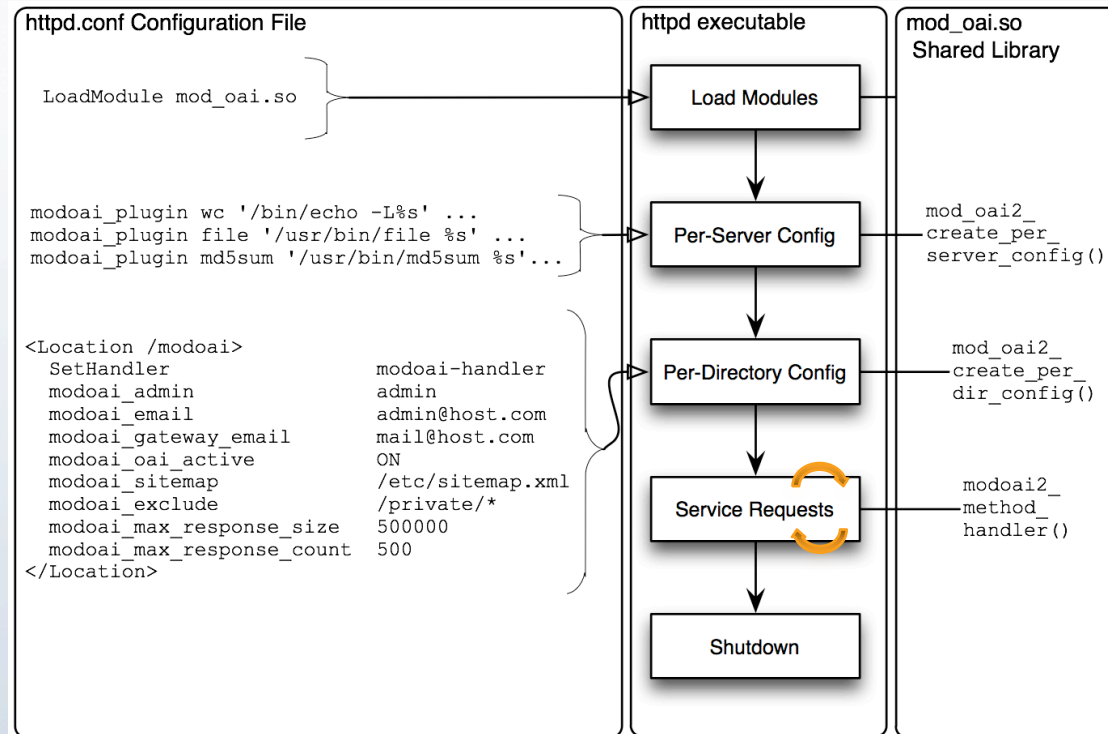 httpd.conf Configuration File
LoadModule mod_oai.so
modoai_plugin wc '/bin/echo -L%s' ...
modoai_plugin file '/usr/bin/file %s' ...
modoai_plugin md5sum '/usr/bin/md5sum %s'...
<Location /modoai>
SetHandler modoai-handler
modoai_admin admin
modoai_email admin@host.com
modoai_gateway_email mail@host.com
modoai_oai_active ON
modoai_sitemap /etc/sitemap.xml
modoai_exclude /private/*
modoai_max_response_size 500000
modoai_max_response_count 500
</Location>
httpd executable
Load Modules
Per-Server Config
Per-Directory Config
Service Requests
Shutdown
mod_oai.so
Shared Library
mod_oai2_
create_per_
server_config()
mod_oai2_
create_per_
dir_config()
modoai2_
method_
handler()